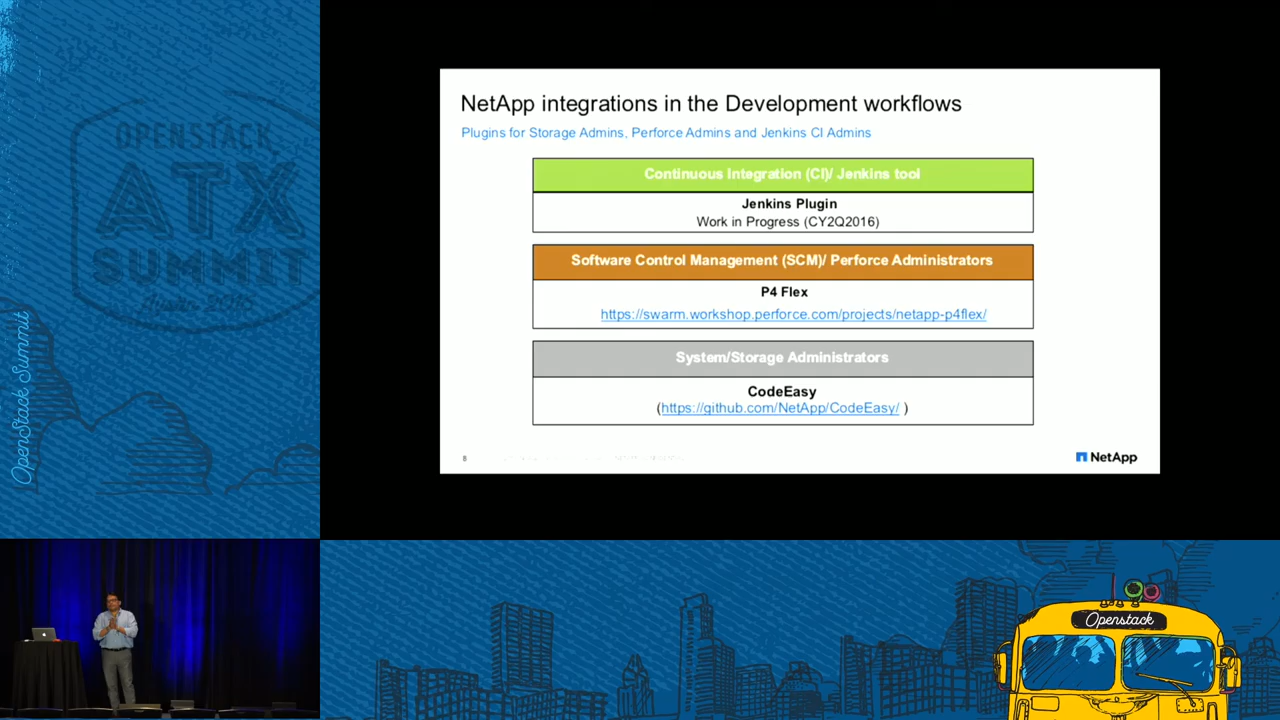 OPENSTACK
ATX
SUMMIT
OpenStack Summit
NetApp integrations in the Development workflows
Plugins for Storage Admins, Perforce Admins and Jenkins CI Admins
Continuous Integration (CI)/ Jenkins tool
Jenkins Plugin
Work in Progress (CY2Q2016)
Software Control Management (SCM)/ Perforce Administrators
P4 Flex
https://swarm.workshop.perforce.com/projects/netapp-p4flex/
System/Storage Administrators
CodeEasy
(https://github.com/NetApp/CodeEasy/ )
8
NetApp
Openstack